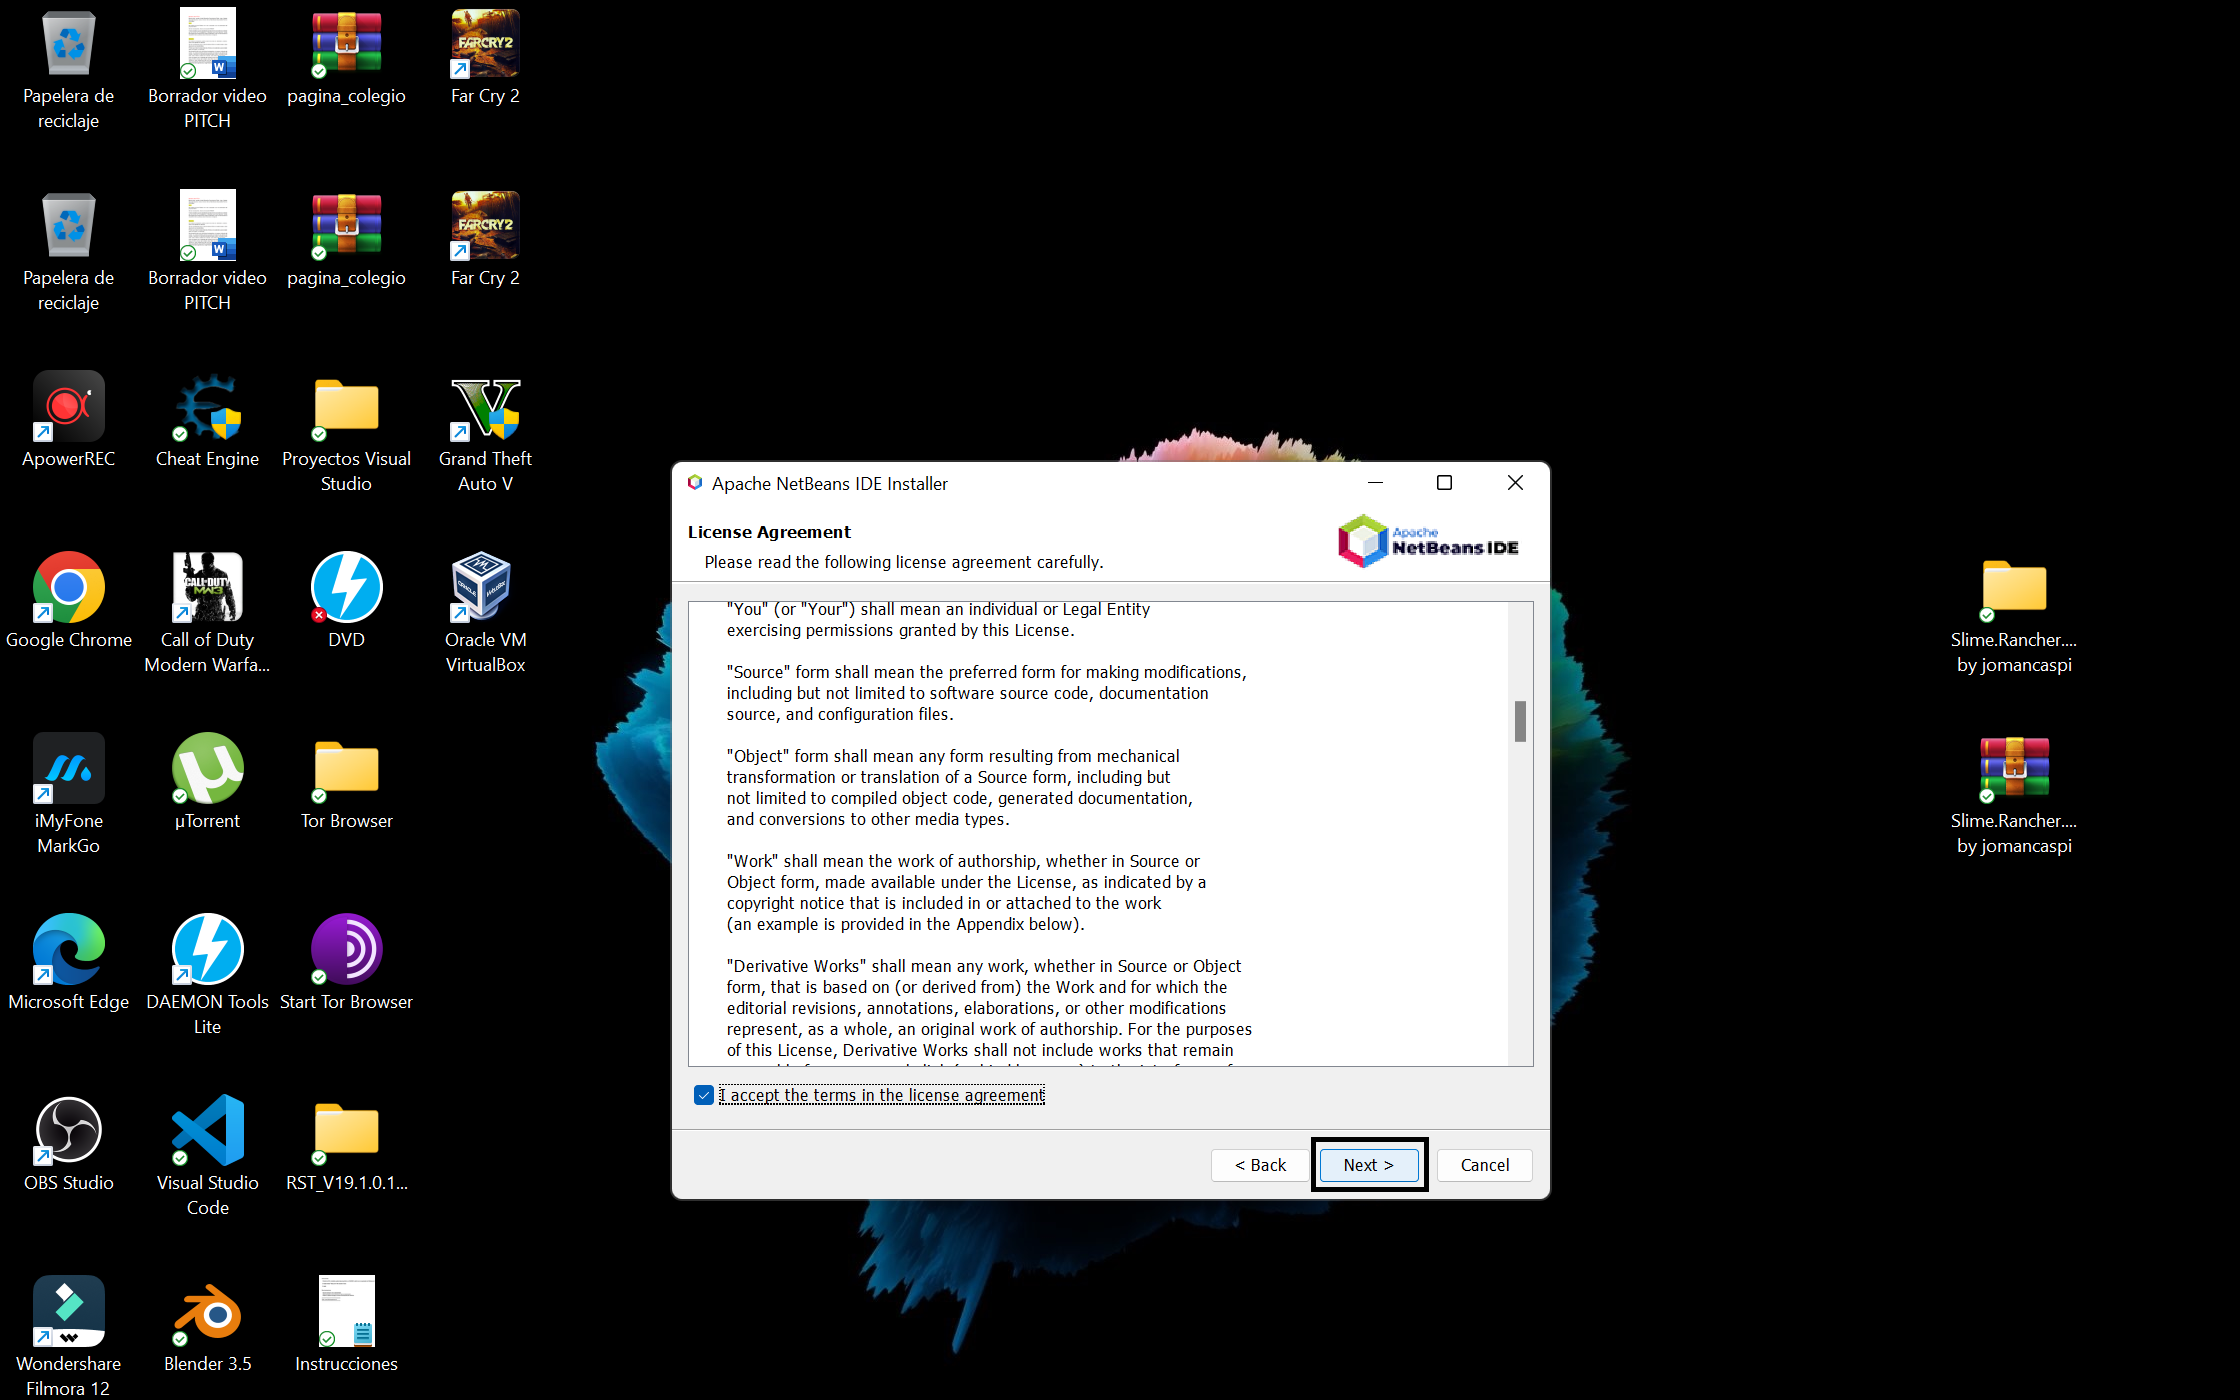 Papelera de
reciclaje
Borrador video
PITCH
pagina_colegio
FARCRY2
Far Cry 2
Papelera de
reciclaje
Borrador video
PITCH
pagina_colegio
FARCRY2
Far Cry 2
ApowerREC
Cheat Engine
Proyectos Visual
Studio
Grand Theft
Auto V
Google Chrome
CALL OF DUTY
MW3
Call of Duty
Modern Warfa...
DVD
Oracle VM
VirtualBox
iMyFone
MarkGo
µTorrent
Tor Browser
Microsoft Edge
DAEMON Tools
Lite
Start Tor Browser
OBS Studio
Visual Studio
Code
RST_V19.1.0.1...
Wondershare
Filmora 12
Blender 3.5
Instrucciones
Apache NetBeans IDE Installer
License Agreement
Please read the following license agreement carefully.
Apache
NetBeans IDE
"You" (or "Your") shall mean an individual or Legal Entity
exercising permissions granted by this License.
"Source" form shall mean the preferred form for making modifications,
including but not limited to software source code, documentation
source, and configuration files.
"Object" form shall mean any form resulting from mechanical
transformation or translation of a Source form, including but
not limited to compiled object code, generated documentation,
and conversions to other media types.
"Work" shall mean the work of authorship, whether in Source or
Object form, made available under the License, as indicated by a
copyright notice that is included in or attached to the work
(an example is provided in the Appendix below).
"Derivative Works" shall mean any work, whether in Source or Object
form, that is based on (or derived from) the Work and for which the
editorial revisions, annotations, elaborations, or other modifications
represent, as a whole, an original work of authorship. For the purposes
of this License, Derivative Works shall not include works that remain
I accept the terms in the license agreement
< Back
Next >
Cancel
Slime.Rancher....
by jomancaspi
Slime.Rancher....
by jomancaspi